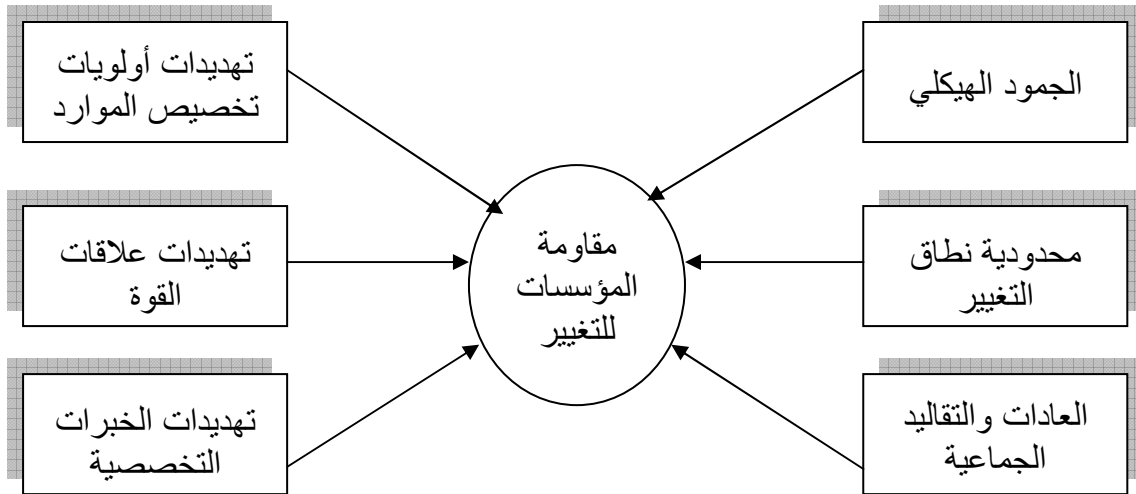 الجمود الهيكلي
تهديدات أولويات
تخصيص الموارد
محدودية نطاق
التغيير
مقاومة
المؤسسات
للتغيير
تهديدات علاقات
القوة
العادات والتقاليد
الجماعية
تهديدات الخبرات
التخصصية